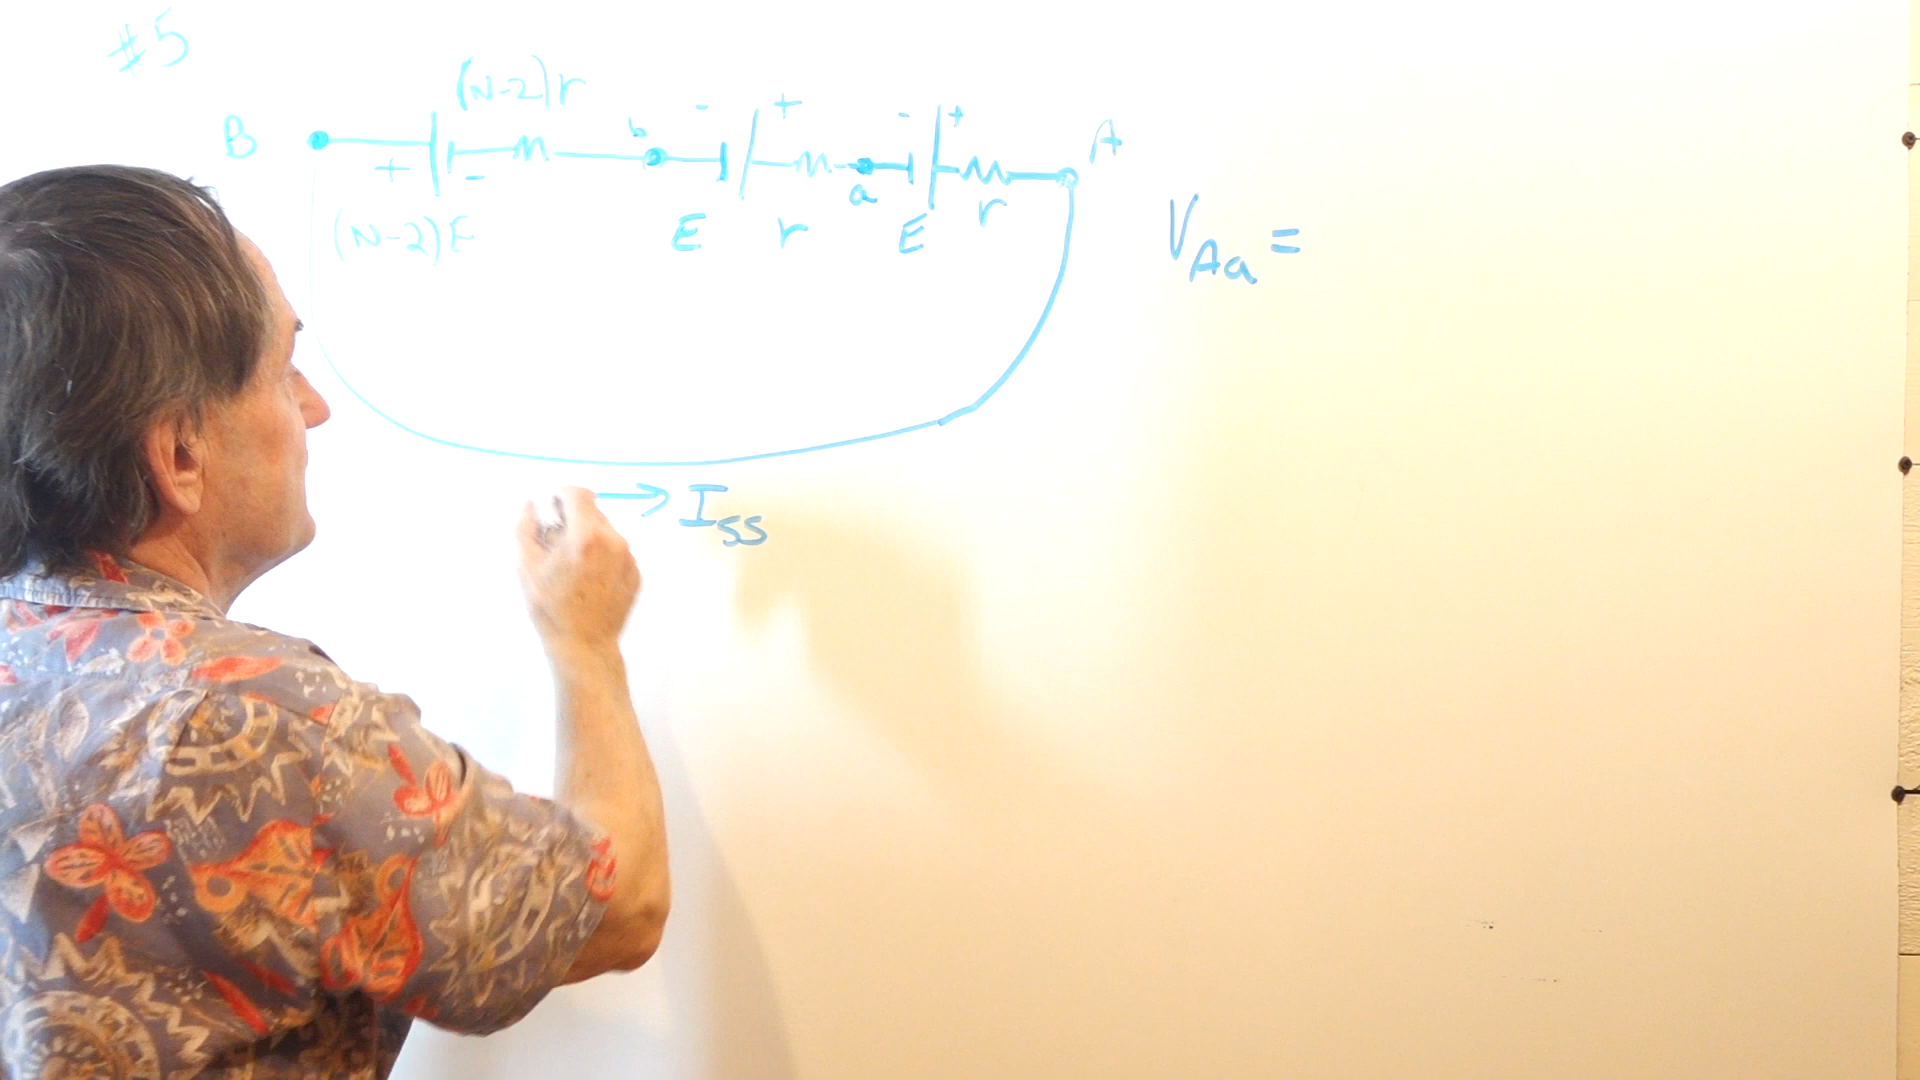 #5
(N-2)r
B + - b - + a - + A
(N-2)E E r E r
V_Aa =
→ I_SS